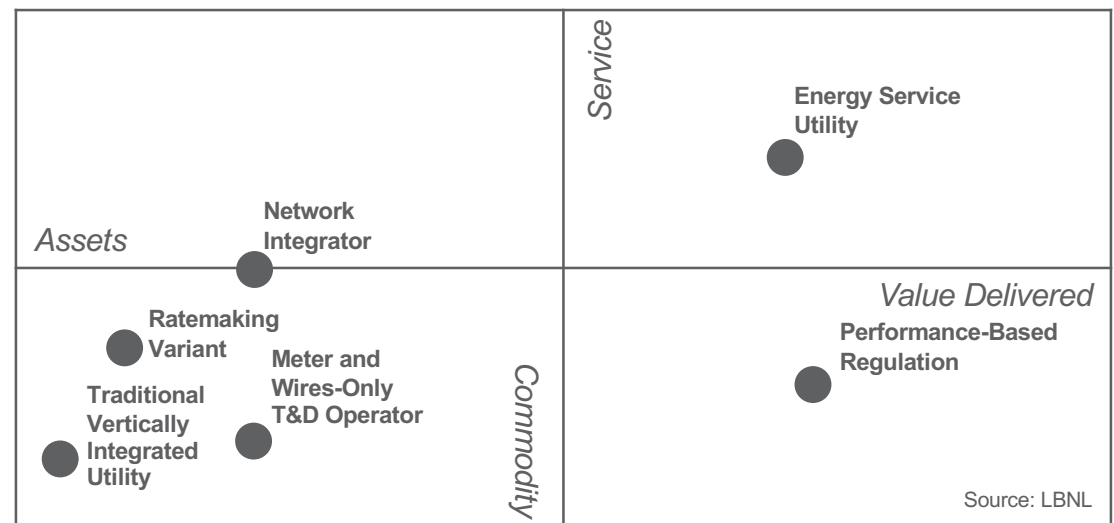 Service
Energy Service
Utility
Network
Integrator
Assets
Value Delivered
Ratemaking
Variant
Performance-Based
Regulation
Meter and
Wires-Only
T&D Operator
Commodity
Traditional
Vertically
Integrated
Utility
Source: LBNL